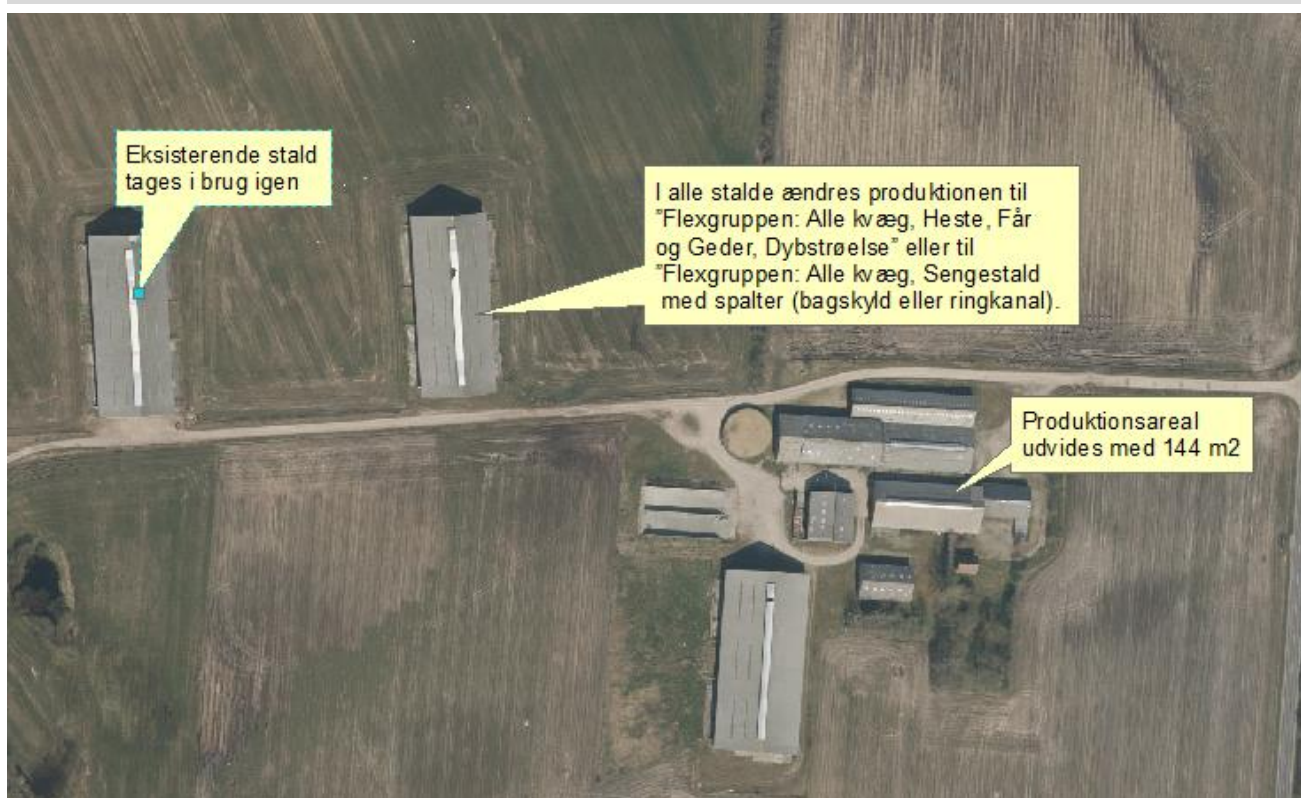 Eksisterende stald
tages i brug igen
I alle stalde ændres produktionen til
"Flexgruppen: Alle kvæg, Heste, Får
og Geder, Dybstrøelse" eller til
"Flexgruppen: Alle kvæg, Sengestald
med spalter (bagskyld eller ringkanal).
Produktionsareal
udvides med 144 m2